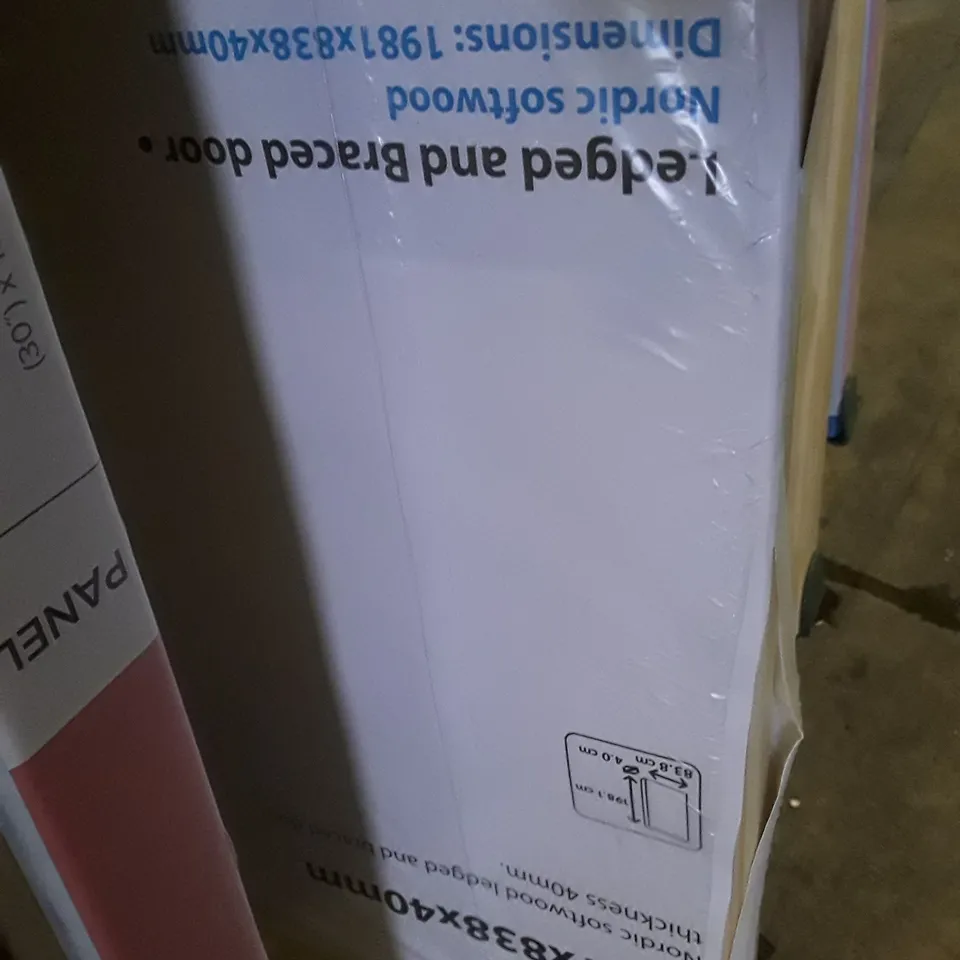 Ledged and Braced door •
Nordic softwood
Dimensions: 1981x838x40mm
x838x40mm
Nordic softwood ledged and braced
thickness 40mm.
198.1 cm
83.8 cm
4.0 cm
PANEL
(30") x